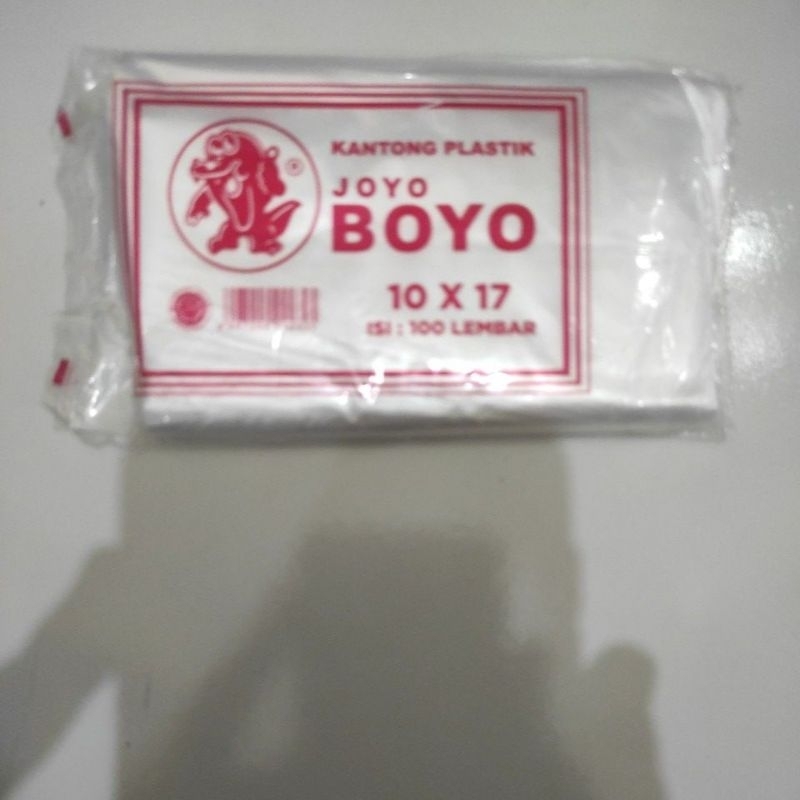 KANTONG PLASTIK
JOYO
BOYO
10 X 17
ISI : 100 LEMBAR